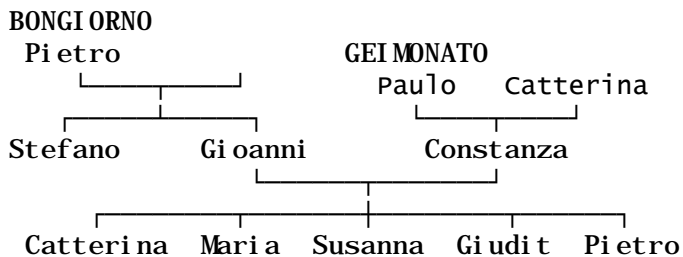 BONGIORNO
Pietro GEIMONATO
Paulo Catterina
Stefano Gioanni Constanza
Catterina Maria Susanna Giudit Pietro